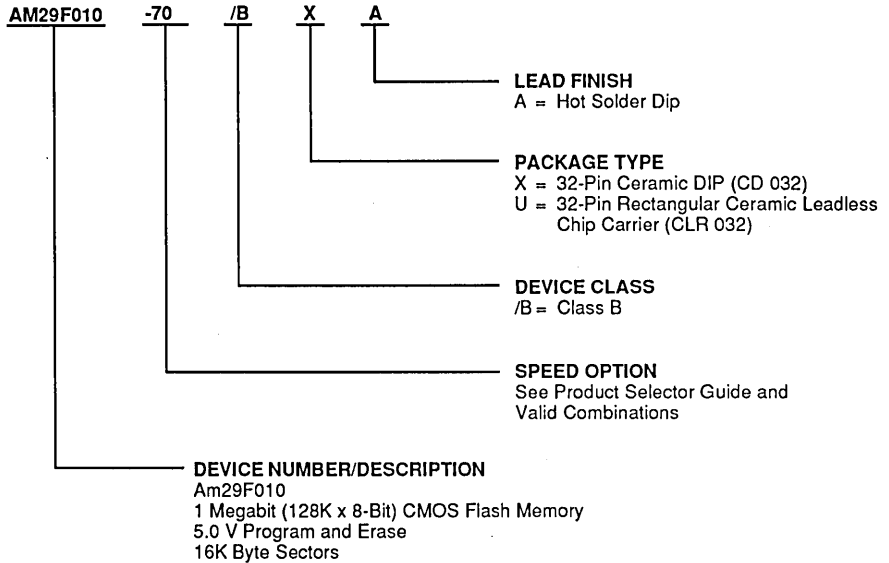 AM29F010 -70 /B X A
LEAD FINISH
A = Hot Solder Dip
PACKAGE TYPE
X = 32-Pin Ceramic DIP (CD 032)
U = 32-Pin Rectangular Ceramic Leadless
Chip Carrier (CLR 032)
DEVICE CLASS
/B = Class B
SPEED OPTION
See Product Selector Guide and
Valid Combinations
DEVICE NUMBER/DESCRIPTION
Am29F010
1 Megabit (128K x 8-Bit) CMOS Flash Memory
5.0 V Program and Erase
16K Byte Sectors